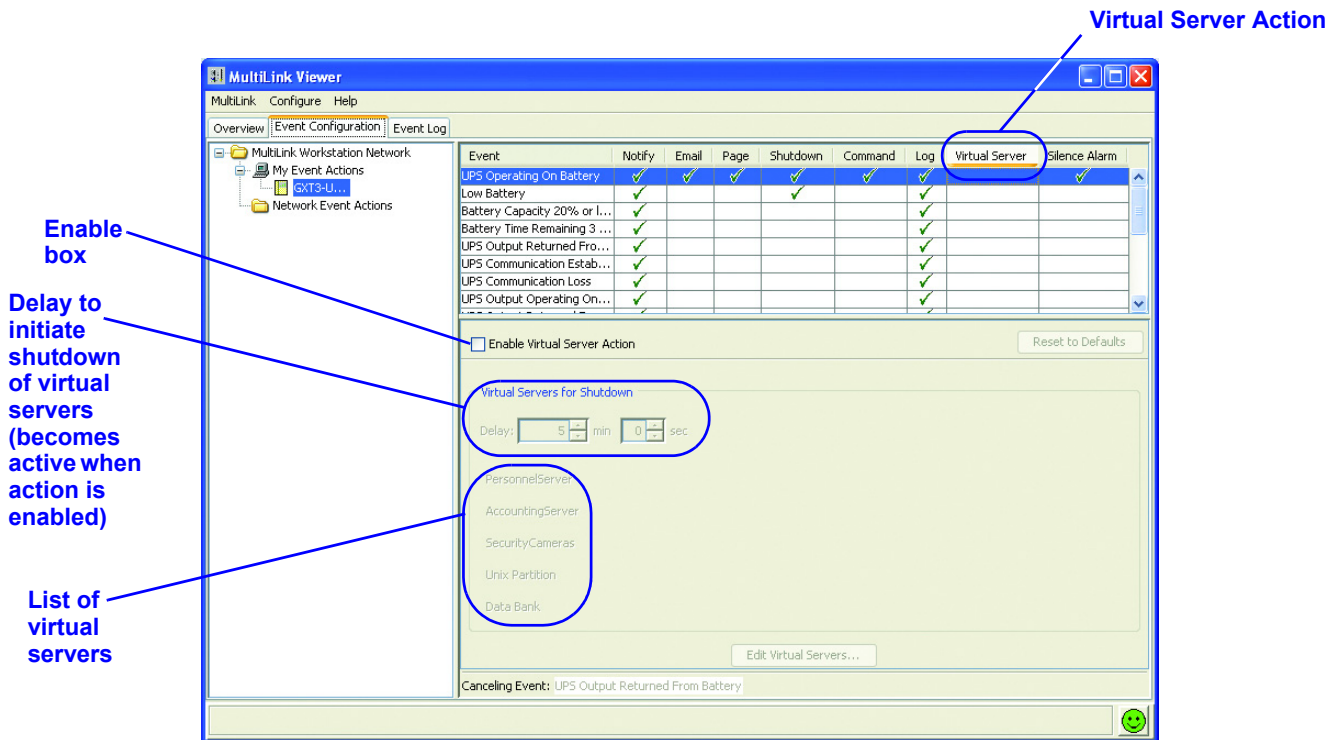 Virtual Server Action
MultiLink Viewer
MultiLink Configure Help
Overview Event Configuration Event Log
MultiLink Workstation Network
My Event Actions
GXT3-U...
Network Event Actions
Event Notify Email Page Shutdown Command Log Virtual Server Silence Alarm
UPS Operating On Battery
Low Battery
Battery Capacity 20% or l...
Battery Time Remaining 3 ...
UPS Output Returned Fro...
UPS Communication Estab...
UPS Communication Loss
UPS Output Operating On...
Enable
box
Enable Virtual Server Action Reset to Defaults
Delay to
initiate
shutdown
of virtual
servers
(becomes
active when
action is
enabled)
Virtual Servers for Shutdown
Delay: 5 min 0 sec
PersonnelServer
AccountingServer
SecurityCameras
Unix Partition
Data Bank
List of
virtual
servers
Edit Virtual Servers...
Canceling Event: UPS Output Returned From Battery